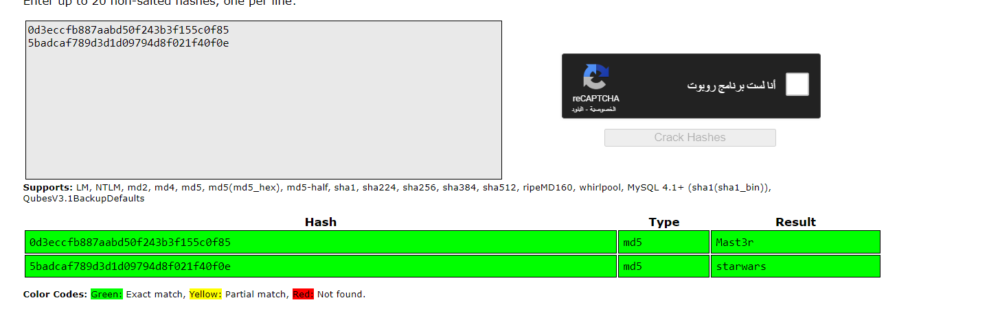 Enter up to 20 non-salted hashes, one per line:
0d3eccfb887aabd50f243b3f155c0f85
5badcaf789d3d1d09794d8f021f40f0e
أنا لست برنامج روبوت
reCAPTCHA
الخصوصية - البنود
Crack Hashes
Supports: LM, NTLM, md2, md4, md5, md5(md5_hex), md5-half, sha1, sha224, sha256, sha384, sha512, ripeMD160, whirlpool, MySQL 4.1+ (sha1(sha1_bin)),
QubesV3.1BackupDefaults
Hash Type Result
0d3eccfb887aabd50f243b3f155c0f85 md5 Mast3r
5badcaf789d3d1d09794d8f021f40f0e md5 starwars
Color Codes: Green: Exact match, Yellow: Partial match, Red: Not found.